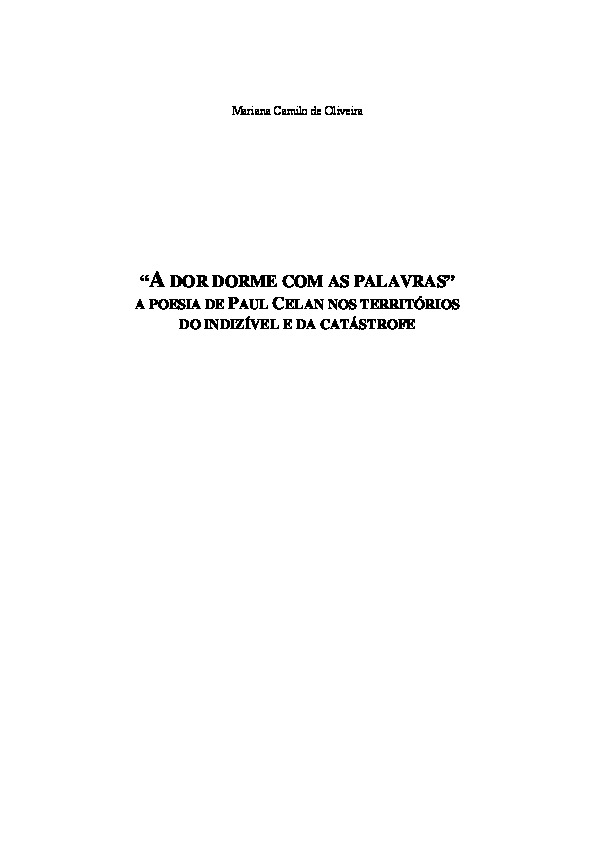 Mariana Camilo de Oliveira
“A DOR DORME COM AS PALAVRAS”
A POESIA DE PAUL CELAN NOS TERRITÓRIOS
DO INDIZÍVEL E DA CATÁSTROFE